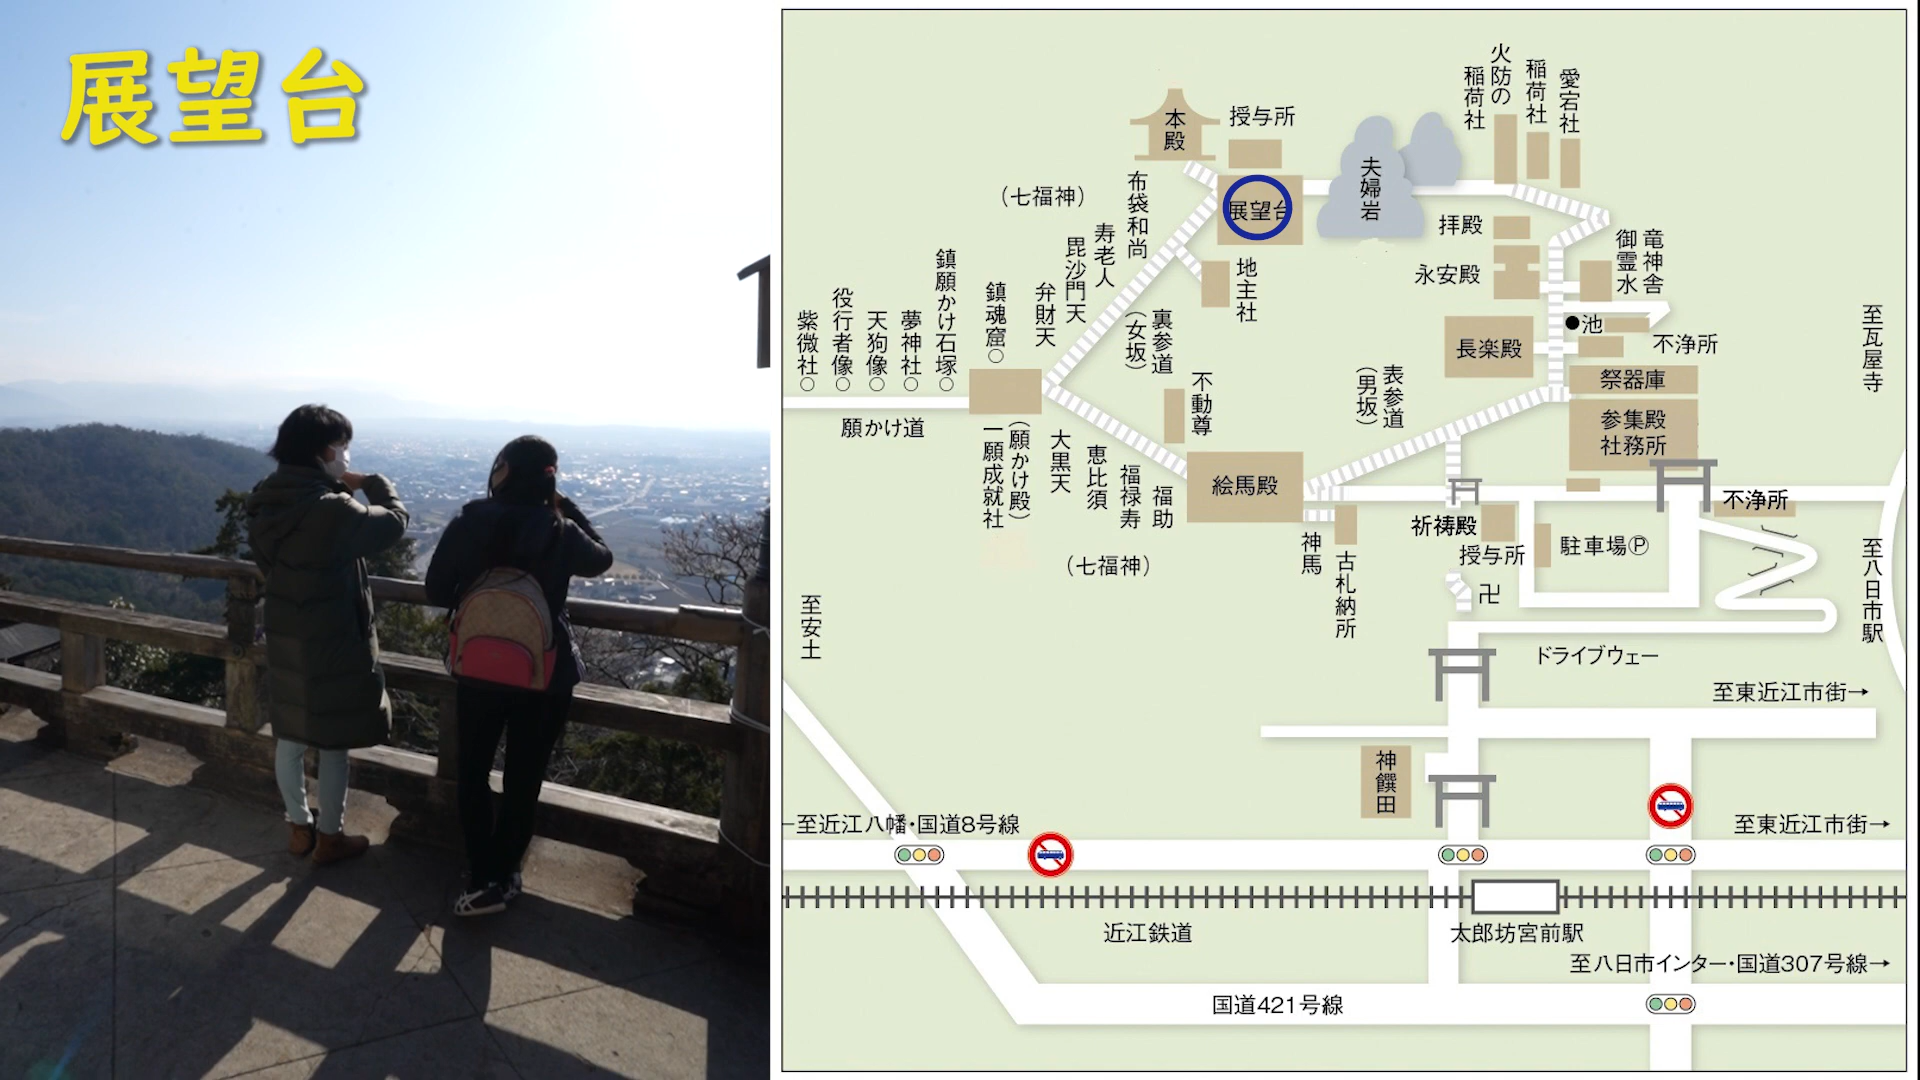 展望台
火防の
稲荷社
稲荷社
愛宕社
本殿
授与所
展望台
夫婦岩
(七福神)
布袋和尚
寿老人
毘沙門天
弁財天
地主社
拝殿
永安殿
竜神舎
御霊水
●池
不浄所
長楽殿
祭器庫
参集殿
社務所
至瓦屋寺
鎮魂窟○
鎮願かけ石塚○
夢神社○
天狗像○
役行者像○
紫微社○
願かけ道
裏参道
(女坂)
不動尊
表参道
(男坂)
(願かけ殿)
一願成就社
大黒天
恵比須
福禄寿
福助
(七福神)
絵馬殿
神馬
古札納所
祈祷殿
授与所
卍
駐車場Ⓟ
不浄所
至八日市駅
至安土
ドライブウェー
至東近江市街→
神饌田
←至近江八幡・国道8号線
至東近江市街→
近江鉄道
太郎坊宮前駅
至八日市インター・国道307号線→
国道421号線